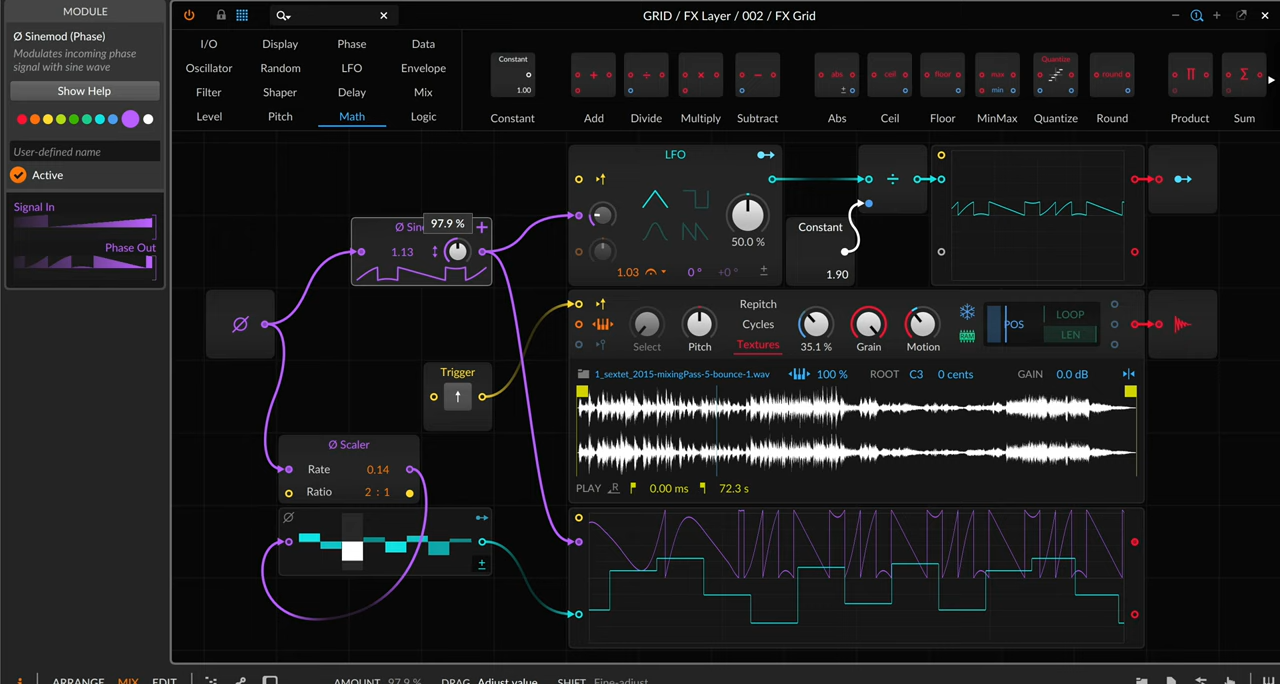 MODULE
Ø Sinemod (Phase)
Modulates incoming phase
signal with sine wave
Show Help
User-defined name
Active
Signal In
Phase Out
GRID / FX Layer / 002 / FX Grid
I/O Display Phase Data
Oscillator Random LFO Envelope
Filter Shaper Delay Mix
Level Pitch Math Logic
Constant
1.00
Constant
Add
Divide
Multiply
Subtract
abs
Abs
ceil
Ceil
floor
Floor
max
min
MinMax
Quantize
Quantize
round
Round
Product
Sum
LFO
50.0 %
1.03 0° +0°
Constant
1.90
Ø Sin
97.9 %
1.13
Trigger
Ø Scaler
Rate 0.14
Ratio 2 : 1
Select
Pitch
Repitch
Cycles
Textures
35.1 %
Grain
Motion
POS
LOOP
LEN
1_sextet_2015-mixingPass-5-bounce-1.wav 100 % ROOT C3 0 cents GAIN 0.0 dB
PLAY 0.00 ms 72.3 s
ARRANGE MIX EDIT AMOUNT 97.9 % DRAG Adjust value SHIFT Fine-adjust